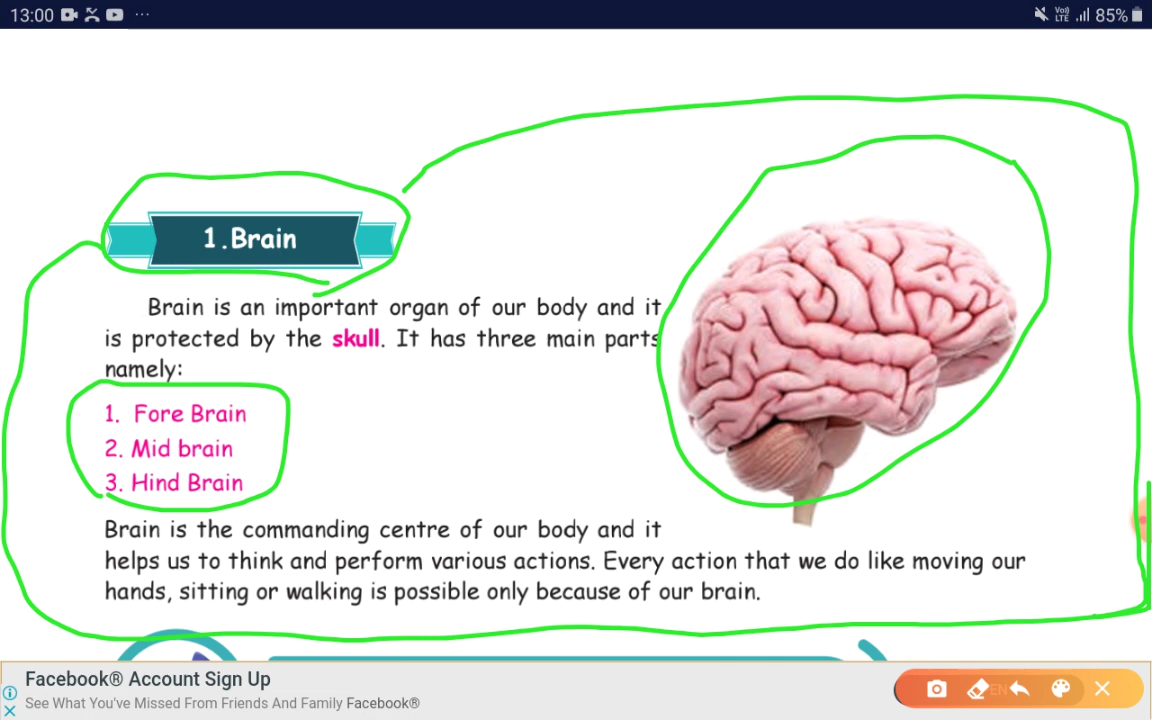 13:00 ... Vo)) LTE 85%
1.Brain
Brain is an important organ of our body and it
is protected by the skull. It has three main parts
namely:
1. Fore Brain
2. Mid brain
3. Hind Brain
Brain is the commanding centre of our body and it
helps us to think and perform various actions. Every action that we do like moving our
hands, sitting or walking is possible only because of our brain.
Facebook® Account Sign Up
See What You've Missed From Friends And Family Facebook®
EN